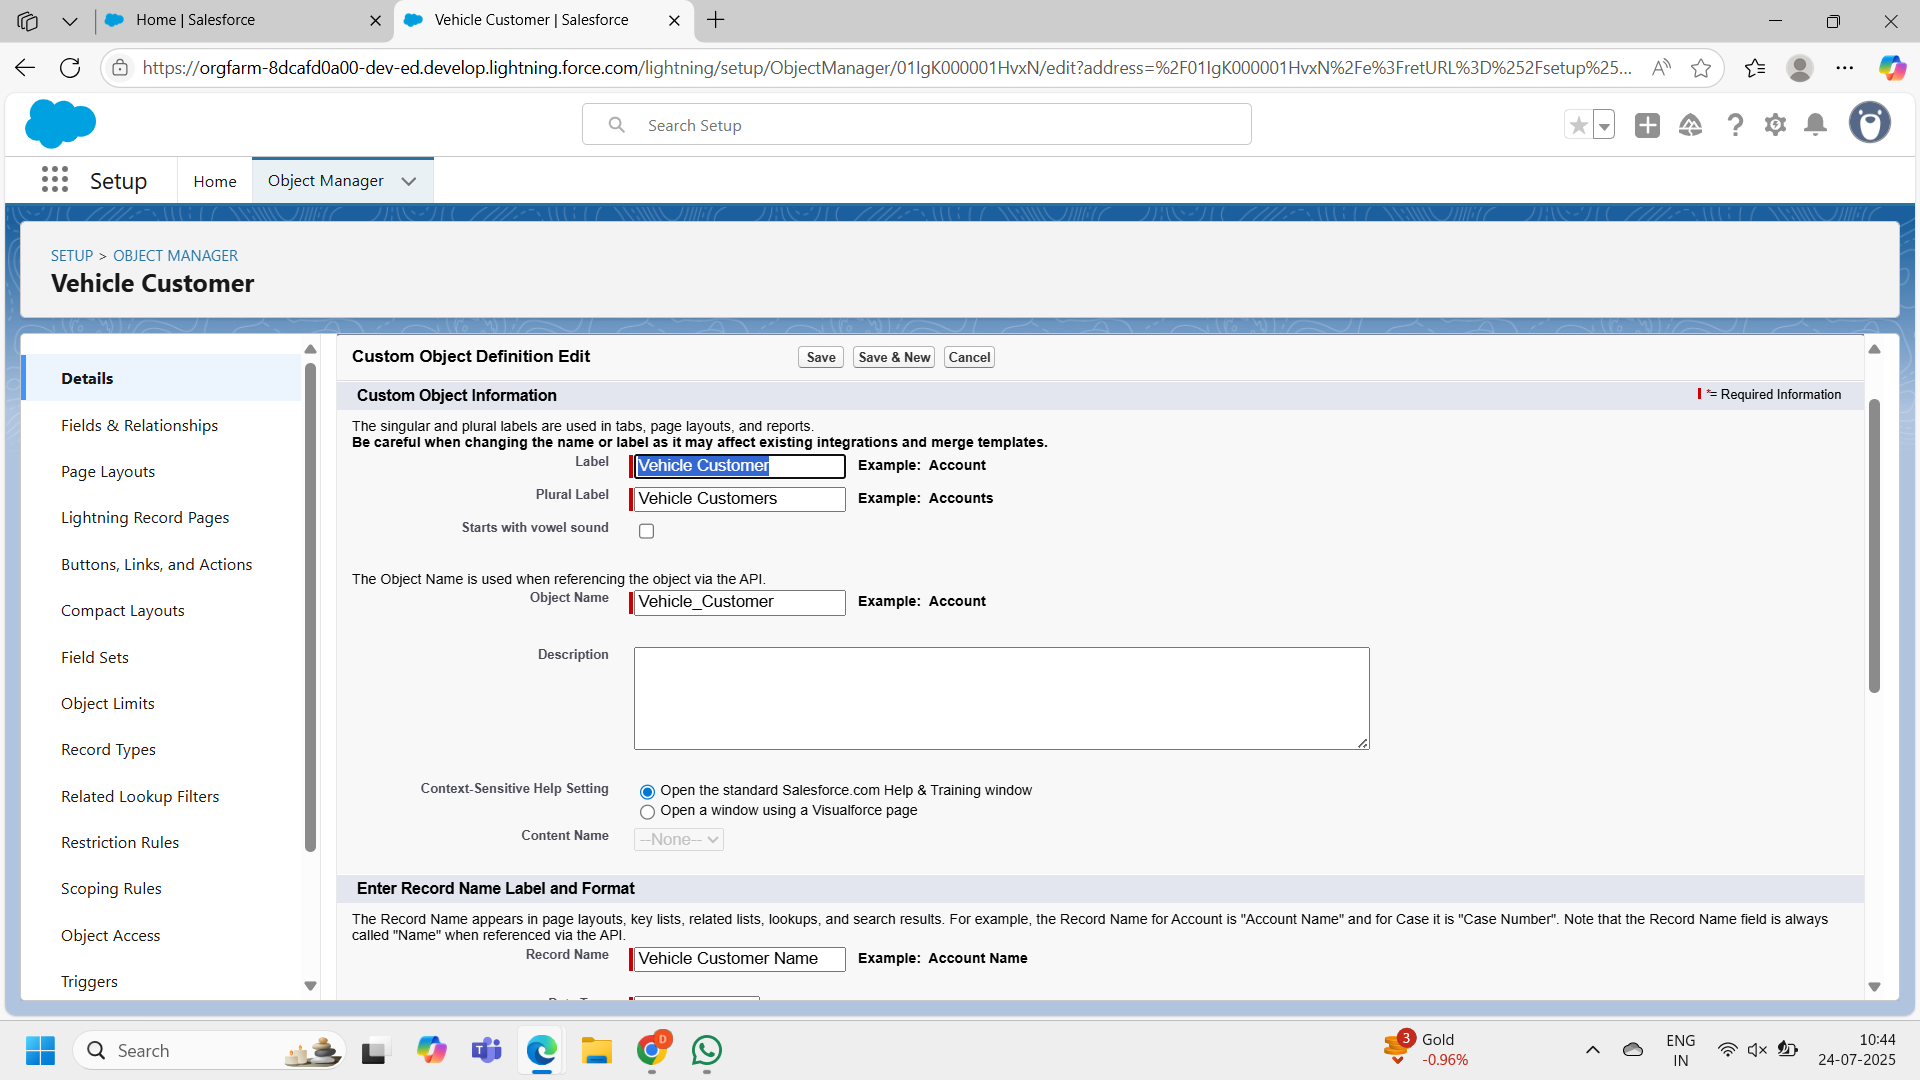 Home | Salesforce
Vehicle Customer | Salesforce
https://orgfarm-8dcafd0a00-dev-ed.develop.lightning.force.com/lightning/setup/ObjectManager/01IgK000001HvxN/edit?address=%2F01IgK000001HvxN%2Fe%3FretURL%3D%252Fsetup%25...
Search Setup
Setup
Home
Object Manager
SETUP > OBJECT MANAGER
Vehicle Customer
Details
Fields & Relationships
Page Layouts
Lightning Record Pages
Buttons, Links, and Actions
Compact Layouts
Field Sets
Object Limits
Record Types
Related Lookup Filters
Restriction Rules
Scoping Rules
Object Access
Triggers
Custom Object Definition Edit
Save
Save & New
Cancel
Custom Object Information
*= Required Information
The singular and plural labels are used in tabs, page layouts, and reports.
Be careful when changing the name or label as it may affect existing integrations and merge templates.
Label
Vehicle Customer
Example: Account
Plural Label
Vehicle Customers
Example: Accounts
Starts with vowel sound
The Object Name is used when referencing the object via the API.
Object Name
Vehicle_Customer
Example: Account
Description
Context-Sensitive Help Setting
Open the standard Salesforce.com Help & Training window
Open a window using a Visualforce page
Content Name
--None--
Enter Record Name Label and Format
The Record Name appears in page layouts, key lists, related lists, lookups, and search results. For example, the Record Name for Account is "Account Name" and for Case it is "Case Number". Note that the Record Name field is always
called "Name" when referenced via the API.
Record Name
Vehicle Customer Name
Example: Account Name
Search
D
3
Gold
-0.96%
ENG
IN
10:44
24-07-2025